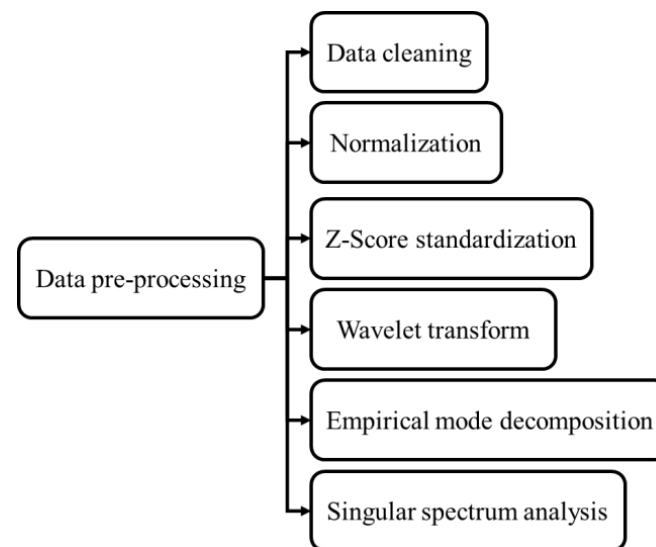 Data cleaning
Normalization
Z-Score standardization
Data pre-processing
Wavelet transform
Empirical mode decomposition
Singular spectrum analysis